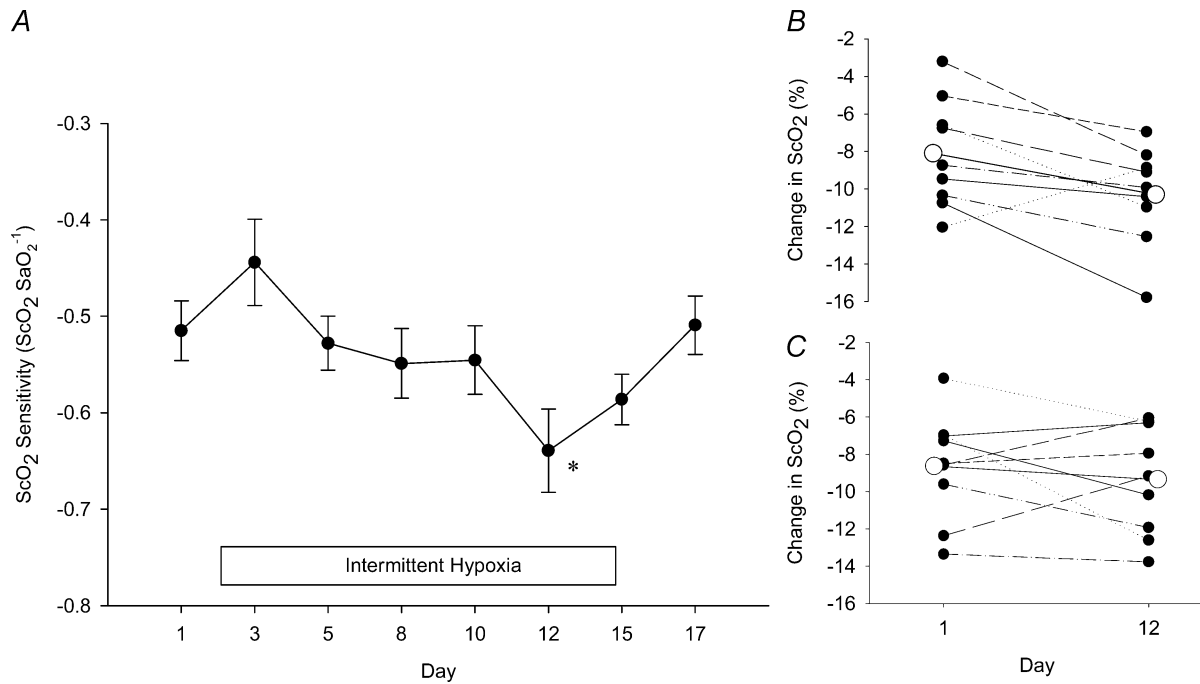 A
ScO2 Sensitivity (ScO2 SaO2-1)
-0.3
-0.4
-0.5
-0.6
-0.7
-0.8
*
Intermittent Hypoxia
1 3 5 8 10 12 15 17
Day
B
Change in ScO2 (%)
-2
-4
-6
-8
-10
-12
-14
-16
C
Change in ScO2 (%)
-2
-4
-6
-8
-10
-12
-14
-16
1 12
Day